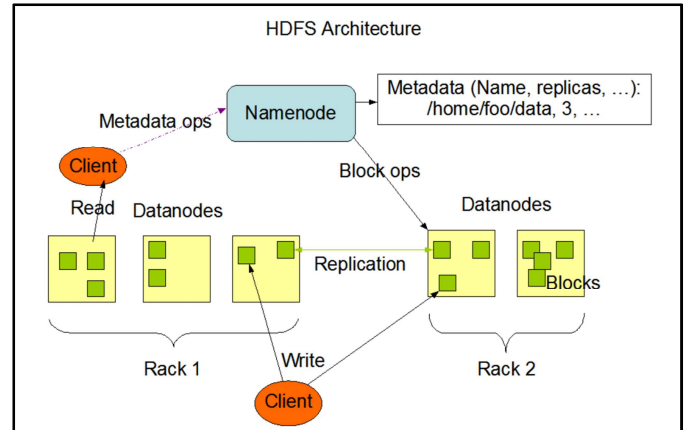 HDFS Architecture
Metadata (Name, replicas, …):
/home/foo/data, 3, …
Namenode
Metadata ops
Client
Block ops
Read
Datanodes
Datanodes
Replication
Blocks
Rack 1
Write
Rack 2
Client